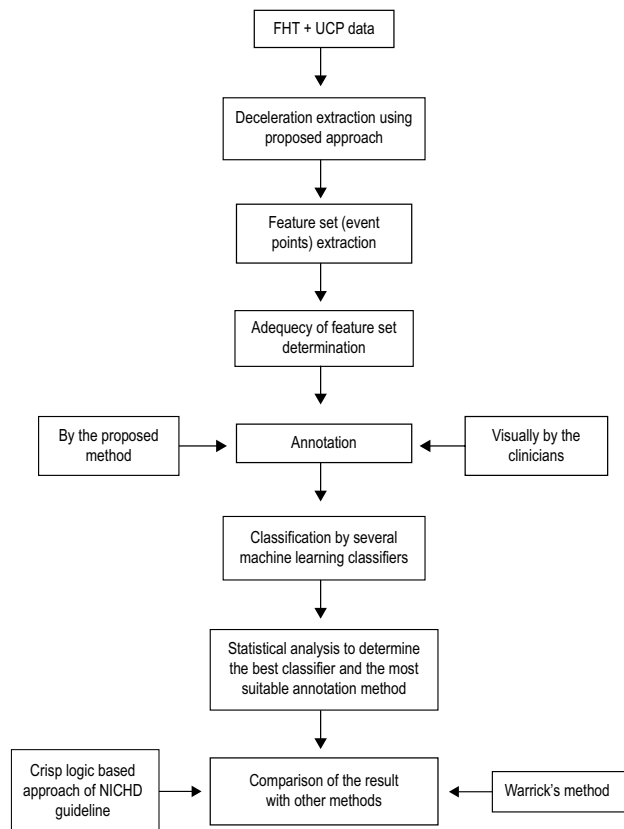 FHT + UCP data
Deceleration extraction using
proposed approach
Feature set (event
points) extraction
Adequecy of feature set
determination
By the proposed
method
Annotation
Visually by the
clinicians
Classification by several
machine learning classifiers
Statistical analysis to determine
the best classifier and the most
suitable annotation method
Crisp logic based
approach of NICHD
guideline
Comparison of the result
with other methods
Warrick's method